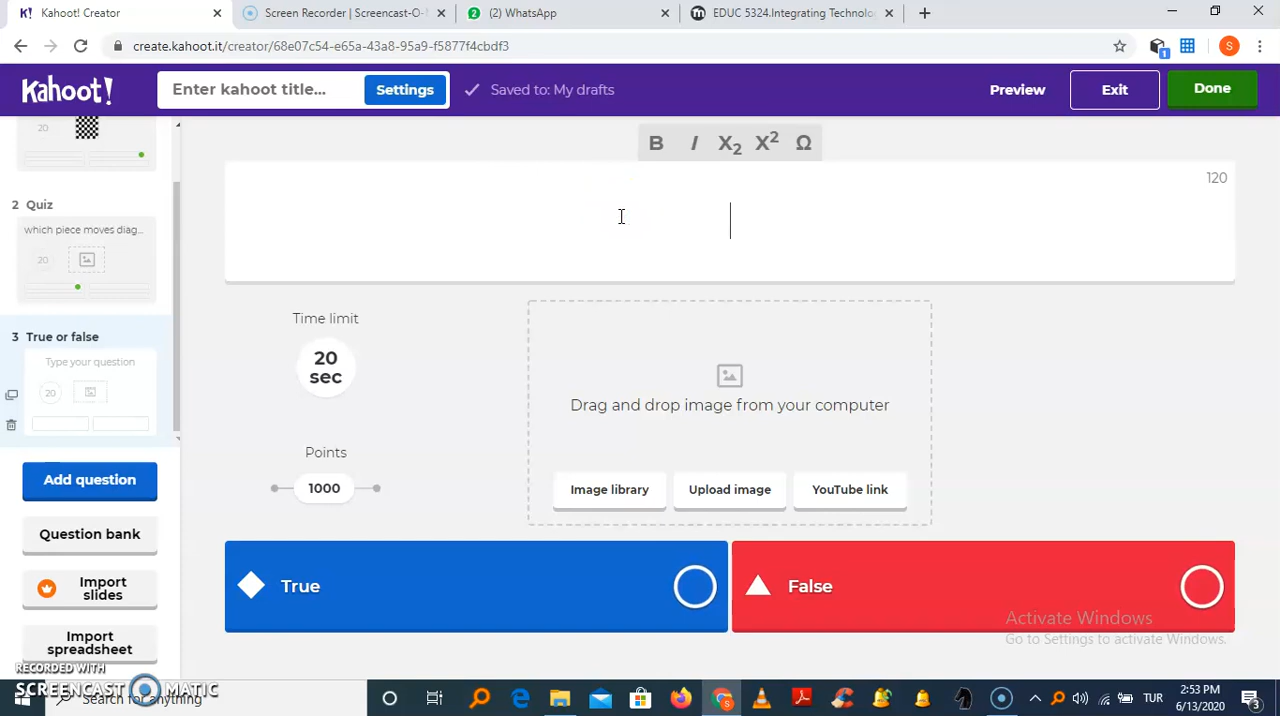 K! Kahoot! Creator
Screen Recorder | Screencast-O-
(2) WhatsApp
EDUC 5324.Integrating Technolo
create.kahoot.it/creator/68e07c54-e65a-43a8-95a9-f5877f4cbdf3
S
1
Kahoot!
Enter kahoot title...
Settings
Saved to: My drafts
Preview
Exit
Done
20
B I X2 X2 Ω
120
2 Quiz
which piece moves diag...
20
3 True or false
Type your question
20
Time limit
20
sec
Points
1000
Drag and drop image from your computer
Image library
Upload image
YouTube link
Add question
Question bank
Import
slides
Import
spreadsheet
True
False
Activate Windows
Go to Settings to activate Windows.
RECORDED WITH
SCREENCAST MATIC
Search for anything
TUR
2:53 PM
6/13/2020
3